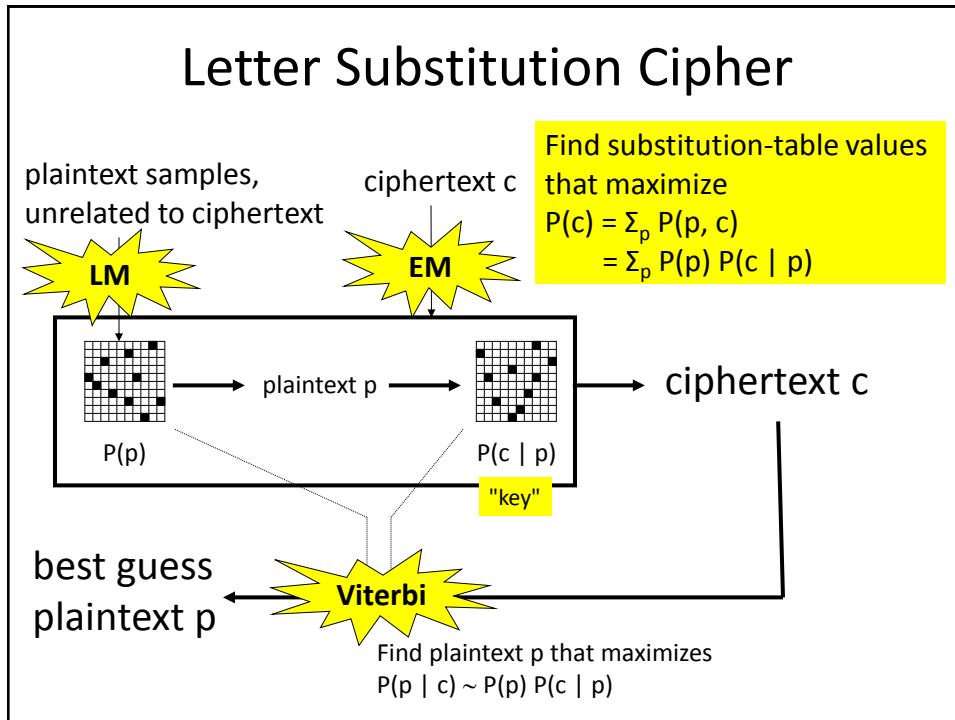 Letter Substitution Cipher
plaintext samples,
unrelated to ciphertext
ciphertext c
Find substitution-table values
that maximize
P(c) = Σp P(p, c)
= Σp P(p) P(c | p)
LM
EM
plaintext p
ciphertext c
P(p)
P(c | p)
"key"
best guess
plaintext p
Viterbi
Find plaintext p that maximizes
P(p | c) ~ P(p) P(c | p)